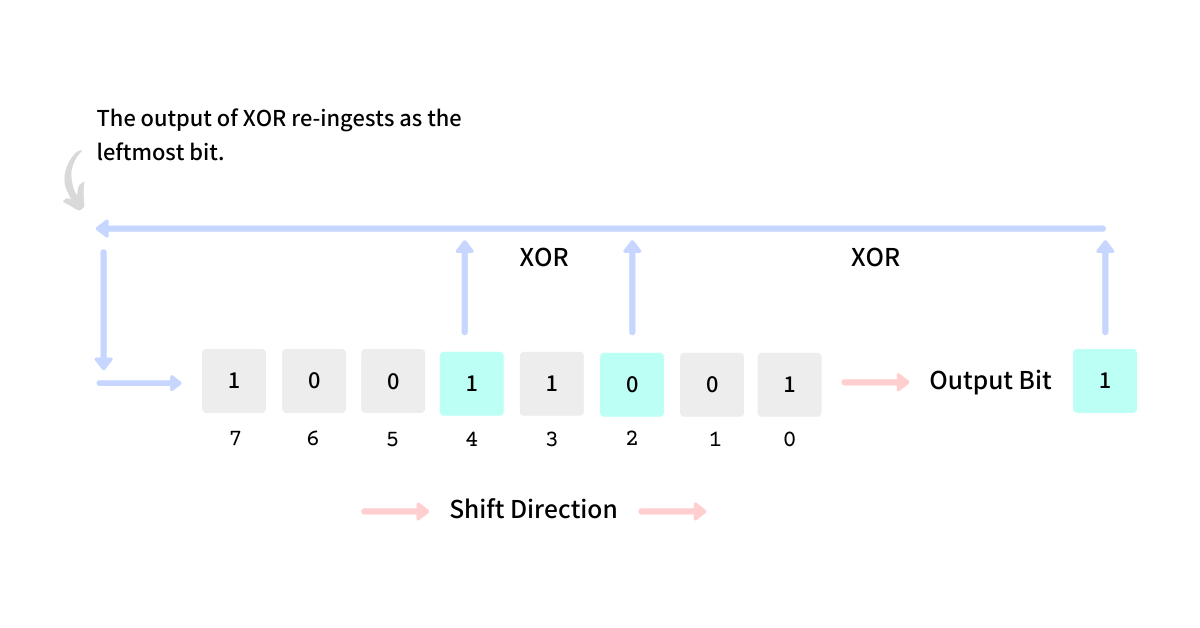 The output of XOR re-ingests as the
leftmost bit.
XOR XOR
1 0 0 1 1 0 0 1 Output Bit 1
7 6 5 4 3 2 1 0
Shift Direction